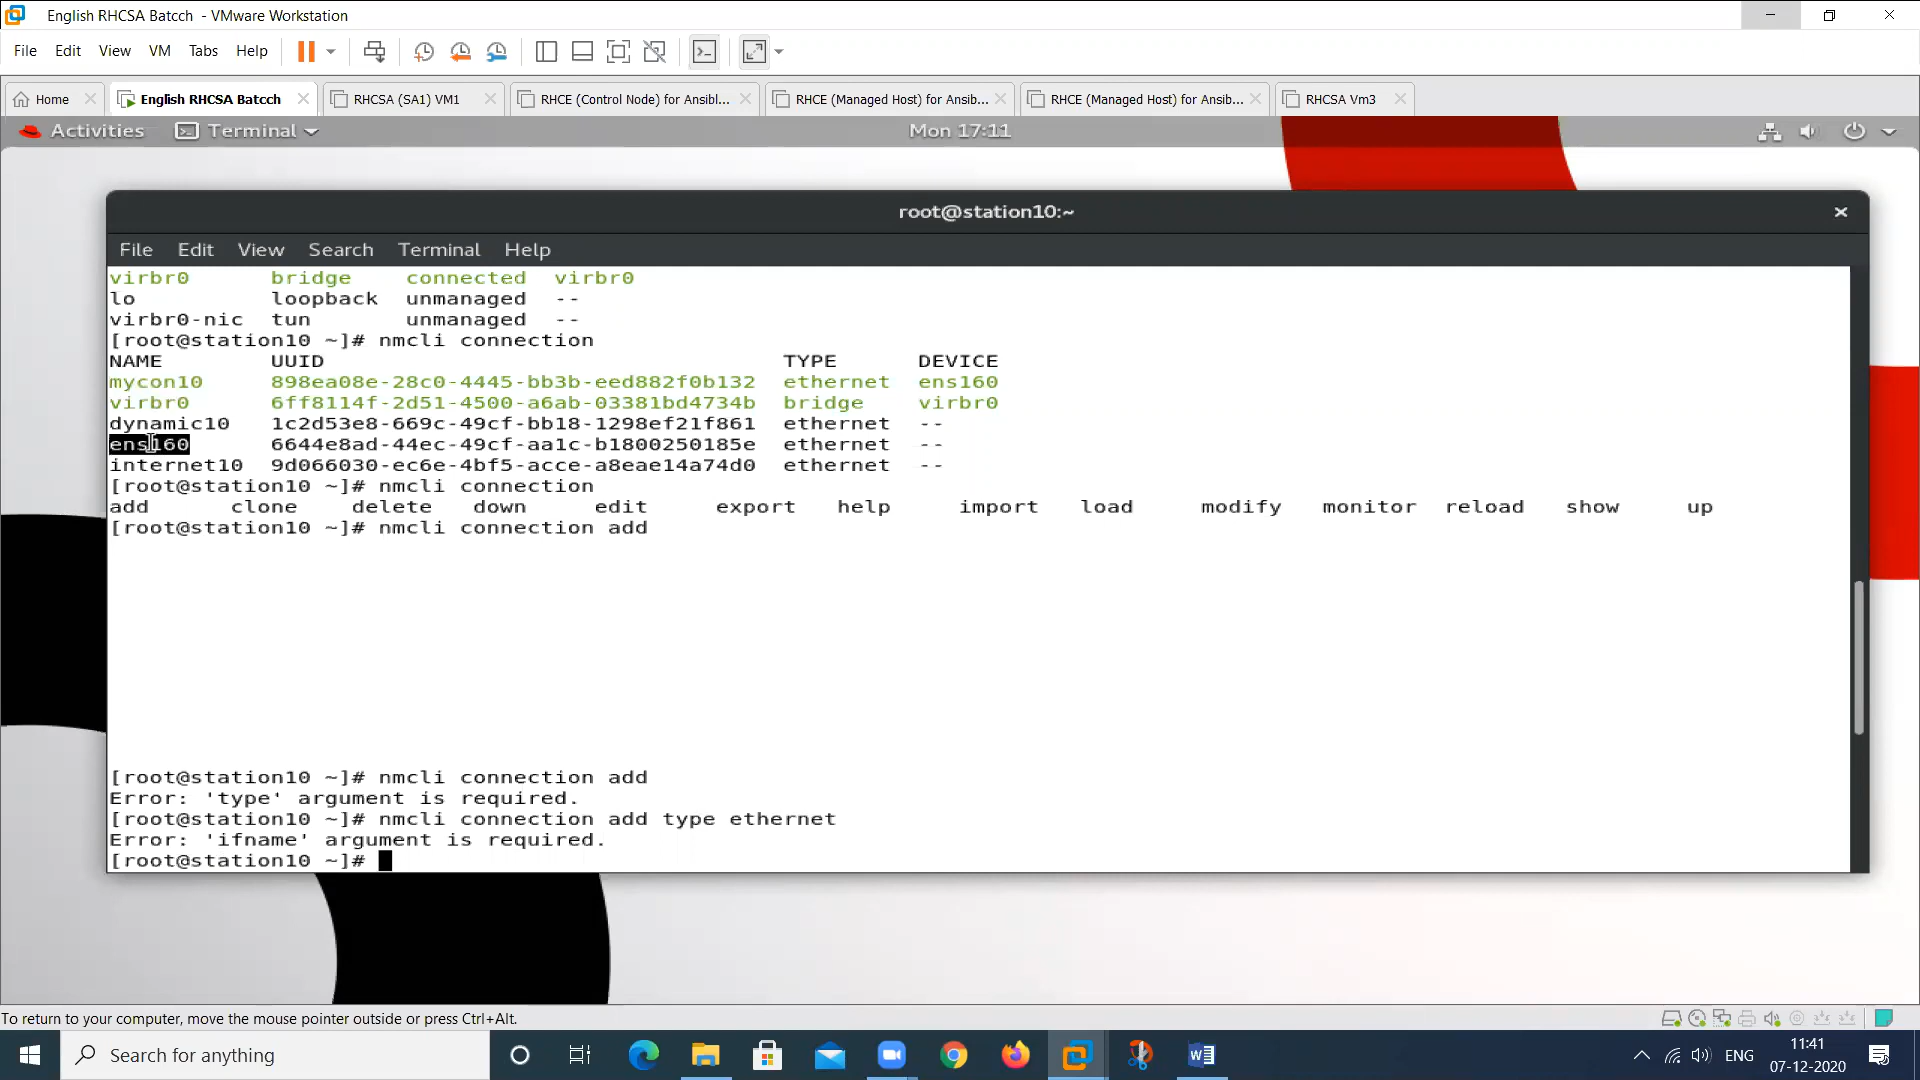 English RHCSA Batcch - VMware Workstation
File Edit View VM Tabs Help
Home English RHCSA Batcch RHCSA (SA1) VM1 RHCE (Control Node) for Ansibl... RHCE (Managed Host) for Ansib... RHCE (Managed Host) for Ansib... RHCSA Vm3
Activities Terminal Mon 17:11
root@station10:~
File Edit View Search Terminal Help
virbr0 bridge connected virbr0
lo loopback unmanaged --
virbr0-nic tun unmanaged --
[root@station10 ~]# nmcli connection
NAME UUID TYPE DEVICE
mycon10 898ea08e-28c0-4445-bb3b-eed882f0b132 ethernet ens160
virbr0 6ff8114f-2d51-4500-a6ab-03381bd4734b bridge virbr0
dynamic10 1c2d53e8-669c-49cf-bb18-1298ef21f861 ethernet --
ens160 6644e8ad-44ec-49cf-aa1c-b1800250185e ethernet --
internet10 9d066030-ec6e-4bf5-acce-a8eae14a74d0 ethernet --
[root@station10 ~]# nmcli connection
add clone delete down edit export help import load modify monitor reload show up
[root@station10 ~]# nmcli connection add
[root@station10 ~]# nmcli connection add
Error: 'type' argument is required.
[root@station10 ~]# nmcli connection add type ethernet
Error: 'ifname' argument is required.
[root@station10 ~]#
To return to your computer, move the mouse pointer outside or press Ctrl+Alt.
Search for anything
ENG
11:41
07-12-2020